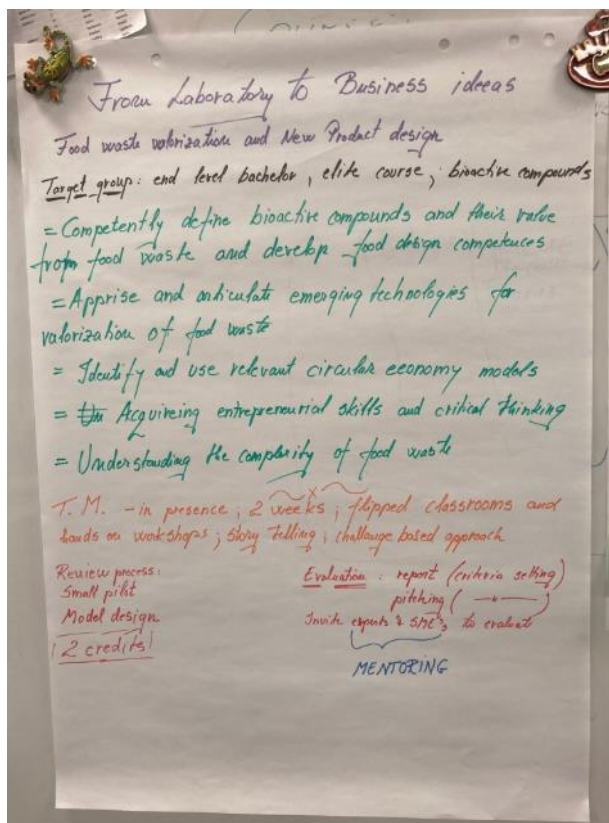 From Laboratory to Business ideeas
Food waste valorization and New Product design
Target group: end level bachelor, elite course, bioactive compounds
= Competently define bioactive compounds and their value
from food waste and develop food design competences
= Apprise and articulate emerging technologies for
valorization of food waste
= Identify and use relevant circular economy models
= Acquireing entrepreneurial skills and critical thinking
= Understanding the complexity of food waste
T.M. - in presence; 2 weeks; flipped classrooms and
hands on workshops; story telling; challange based approach
Review process:
Small pilot
Model design
2 credits
Evaluation: report (criteria setting)
pitching ( —"— )
Invite experts & SME's to evaluate
MENTORING